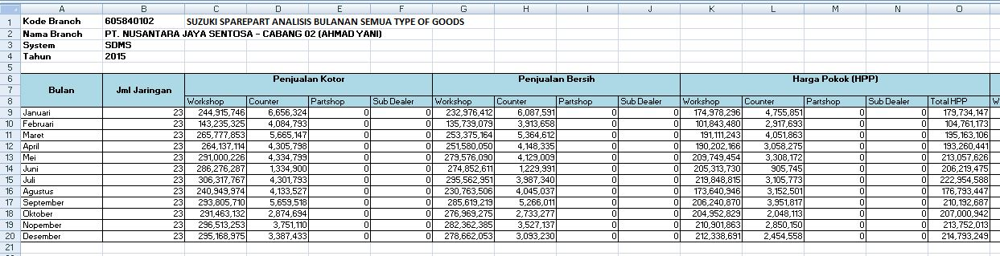 A B C D E F G H I J K L M N O
1 Kode Branch 605840102 SUZUKI SPAREPART ANALISIS BULANAN SEMUA TYPE OF GOODS
2 Nama Branch PT. NUSANTARA JAYA SENTOSA - CABANG 02 (AHMAD YANI)
3 System SDMS
4 Tahun 2015
5
6 Penjualan Kotor Penjualan Bersih Harga Pokok (HPP)
7 Bulan Jml Jaringan
8 Workshop Counter Partshop Sub Dealer Workshop Counter Partshop Sub Dealer Workshop Counter Partshop Sub Dealer Total HPP W
9 Januari 23 244,915,746 6,656,324 0 0 232,976,412 6,087,591 0 0 174,978,296 4,755,851 0 0 179,734,147
10 Februari 23 143,235,325 4,084,793 0 0 135,739,079 3,913,658 0 0 101,843,480 2,917,693 0 0 104,761,173
11 Maret 23 265,777,853 5,665,147 0 0 253,375,164 5,364,612 0 0 191,111,243 4,051,863 0 0 195,163,106
12 April 23 264,137,114 4,305,798 0 0 251,580,050 4,148,335 0 0 190,202,166 3,058,275 0 0 193,260,441
13 Mei 23 291,000,226 4,334,799 0 0 279,576,090 4,129,009 0 0 209,749,454 3,308,172 0 0 213,057,626
14 Juni 23 286,276,287 1,334,900 0 0 274,852,611 1,229,991 0 0 205,313,730 905,745 0 0 206,219,475
15 Juli 23 306,317,767 4,301,793 0 0 295,562,951 3,987,340 0 0 219,848,815 3,105,773 0 0 222,954,588
16 Agustus 23 240,949,974 4,133,527 0 0 230,763,506 4,045,037 0 0 173,640,946 3,152,501 0 0 176,793,447
17 September 23 293,805,710 5,659,518 0 0 285,619,219 5,266,011 0 0 206,240,870 3,951,817 0 0 210,192,687
18 Oktober 23 291,463,132 2,874,694 0 0 276,969,275 2,733,277 0 0 204,952,829 2,048,113 0 0 207,000,942
19 Nopember 23 296,513,253 3,751,110 0 0 282,362,385 3,527,137 0 0 210,901,863 2,850,150 0 0 213,752,013
20 Desember 23 295,168,975 3,387,433 0 0 278,662,053 3,093,230 0 0 212,338,691 2,454,558 0 0 214,793,249
21